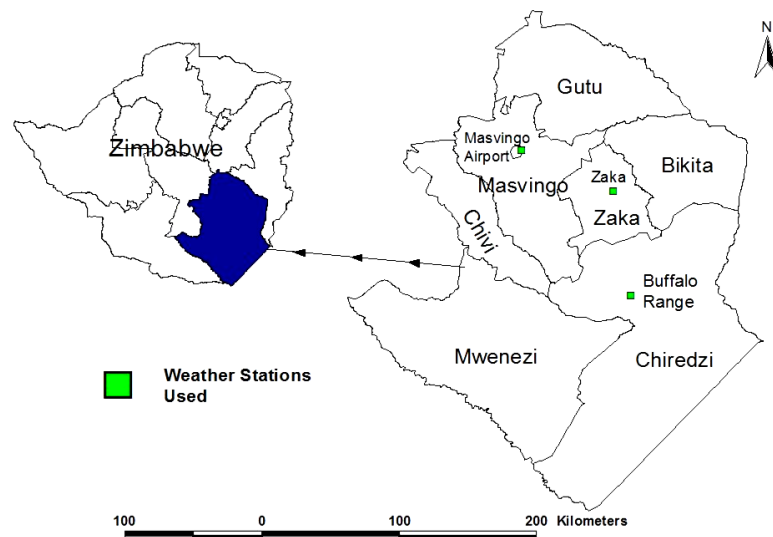 N
Gutu
Zimbabwe
Masvingo
Airport
Bikita
Masvingo
Zaka
Zaka
Chivi
Buffalo
Range
Mwenezi
Chiredzi
Weather Stations
Used
100 0 100 200 Kilometers